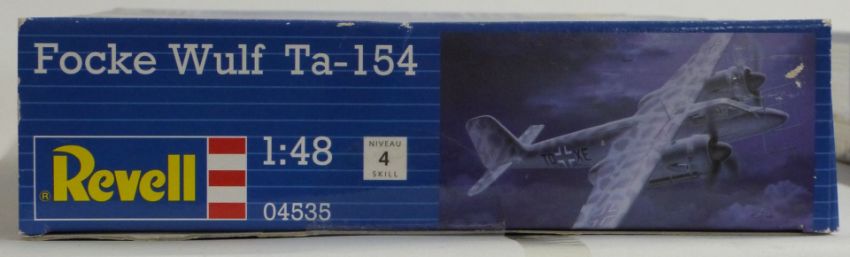 Focke Wulf Ta-154
® Revell
1:48
NIVEAU
4
SKILL
04535